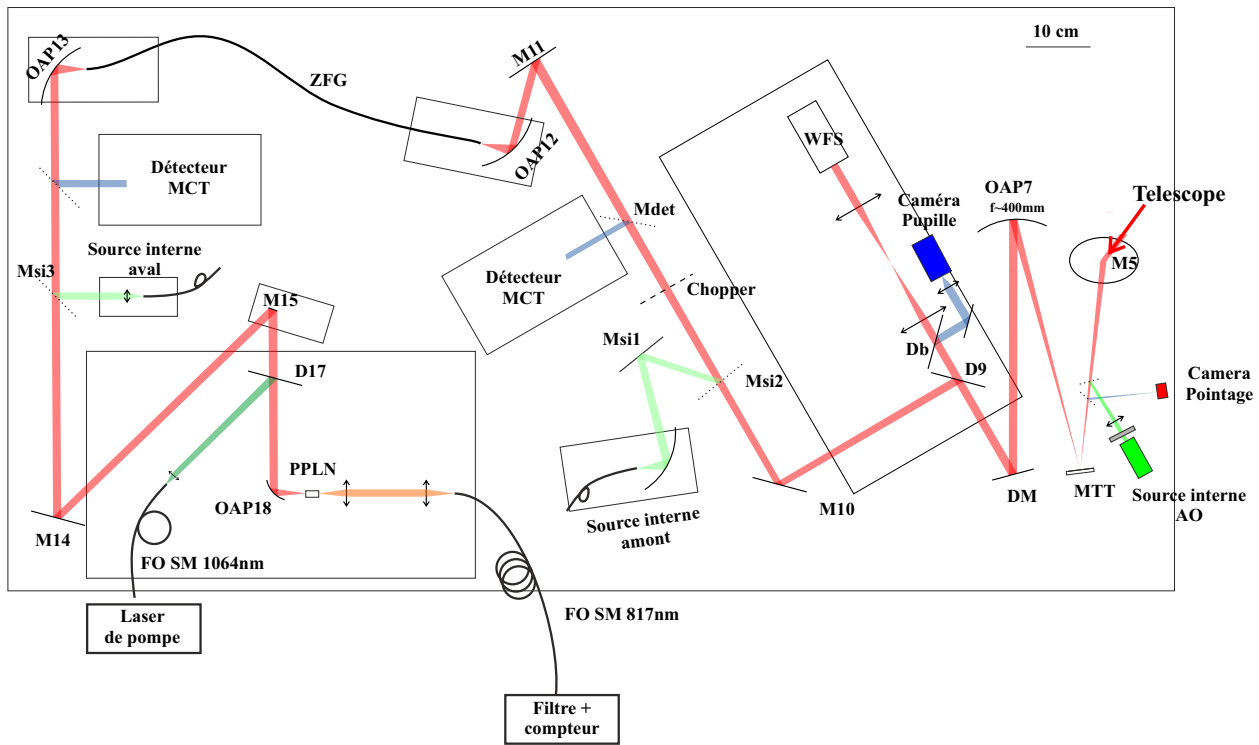 10 cm
OAP13
ZFG
M11
OAP12
WFS
Détecteur
MCT
Caméra
Pupille
OAP7
f~400mm
Telescope
M5
Mdet
Source interne
aval
Msi3
Détecteur
MCT
Chopper
M15
Msi1
Db
D9
D17
Msi2
Camera
Pointage
PPLN
OAP18
M14
M10
DM
MTT
Source interne
AO
Source interne
amont
FO SM 1064nm
Laser
de pompe
FO SM 817nm
Filtre +
compteur